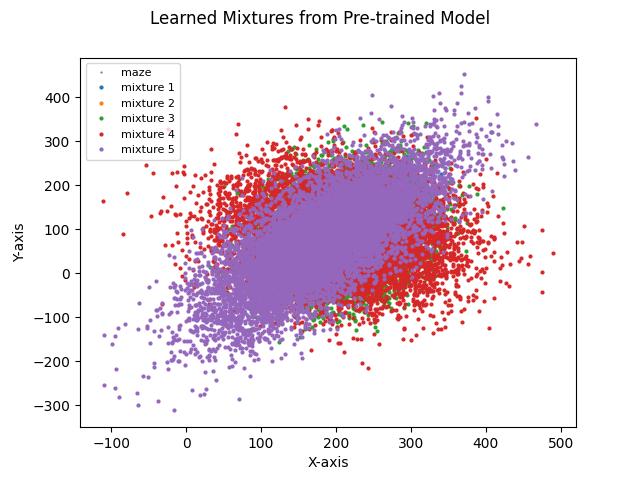 Learned Mixtures from Pre-trained Model
maze
mixture 1
mixture 2
mixture 3
mixture 4
mixture 5
400
300
200
100
0
−100
−200
−300
Y-axis
−100 0 100 200 300 400 500
X-axis